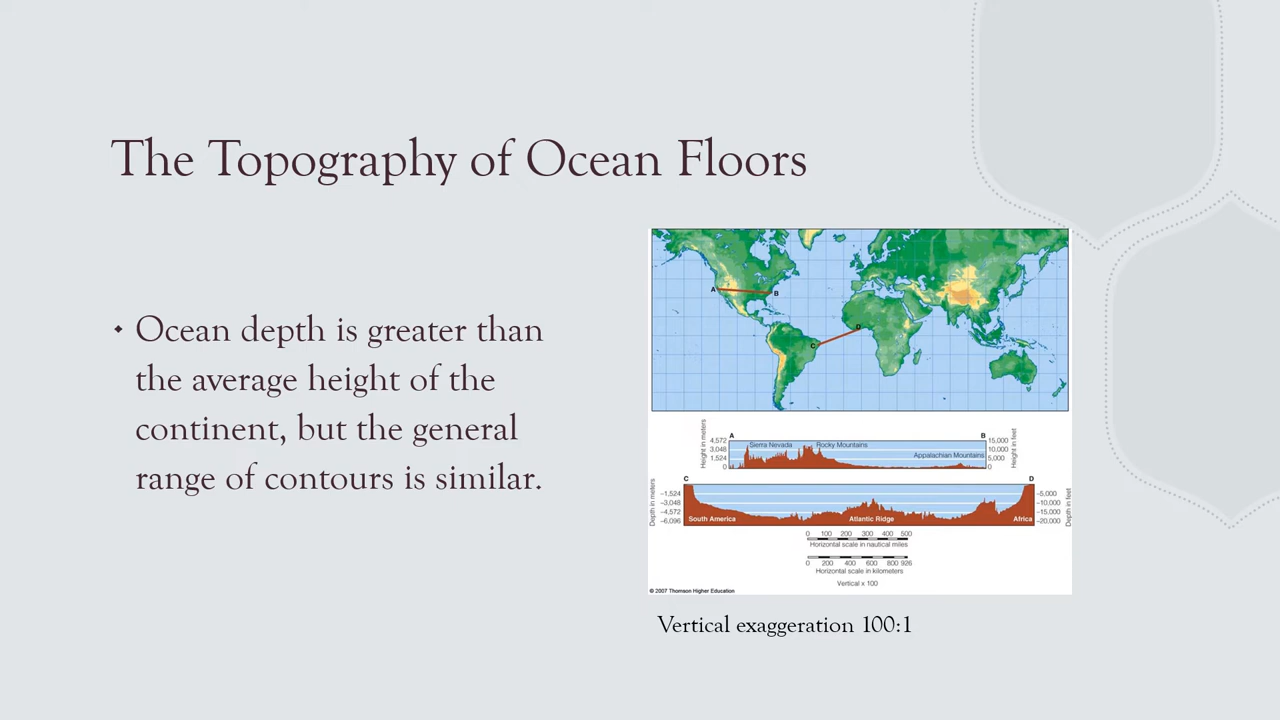 The Topography of Ocean Floors
Ocean depth is greater than
the average height of the
continent, but the general
range of contours is similar.
A
B
C
D
A
B
Height in meters
4,572
3,048
1,524
0
Sierra Nevada
Rocky Mountains
Appalachian Mountains
15,000
10,000
5,000
0
Height in feet
C
D
Depth in meters
–1,524
–3,048
–4,572
–6,096
South America
Atlantic Ridge
Africa
–5,000
–10,000
–15,000
–20,000
Depth in feet
0 100 200 300 400 500
Horizontal scale in nautical miles
0 200 400 600 800 926
Horizontal scale in kilometers
Vertical x 100
© 2007 Thomson Higher Education
Vertical exaggeration 100:1